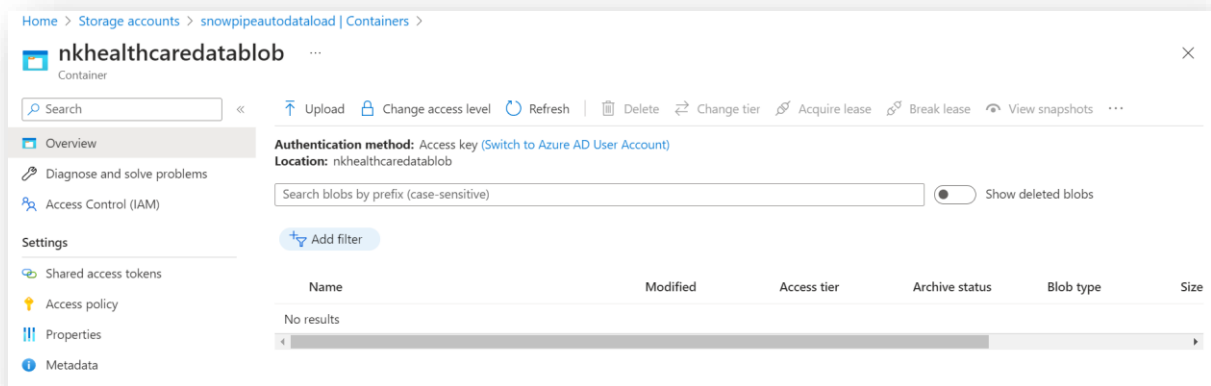 Home > Storage accounts > snowpipeautodataload | Containers >
nkhealthcaredatablob ...
Container
Search
Upload Change access level Refresh Delete Change tier Acquire lease Break lease View snapshots ...
Overview
Diagnose and solve problems
Access Control (IAM)
Settings
Shared access tokens
Access policy
Properties
Metadata
Authentication method: Access key (Switch to Azure AD User Account)
Location: nkhealthcaredatablob
Search blobs by prefix (case-sensitive)
Show deleted blobs
Add filter
Name Modified Access tier Archive status Blob type Size
No results